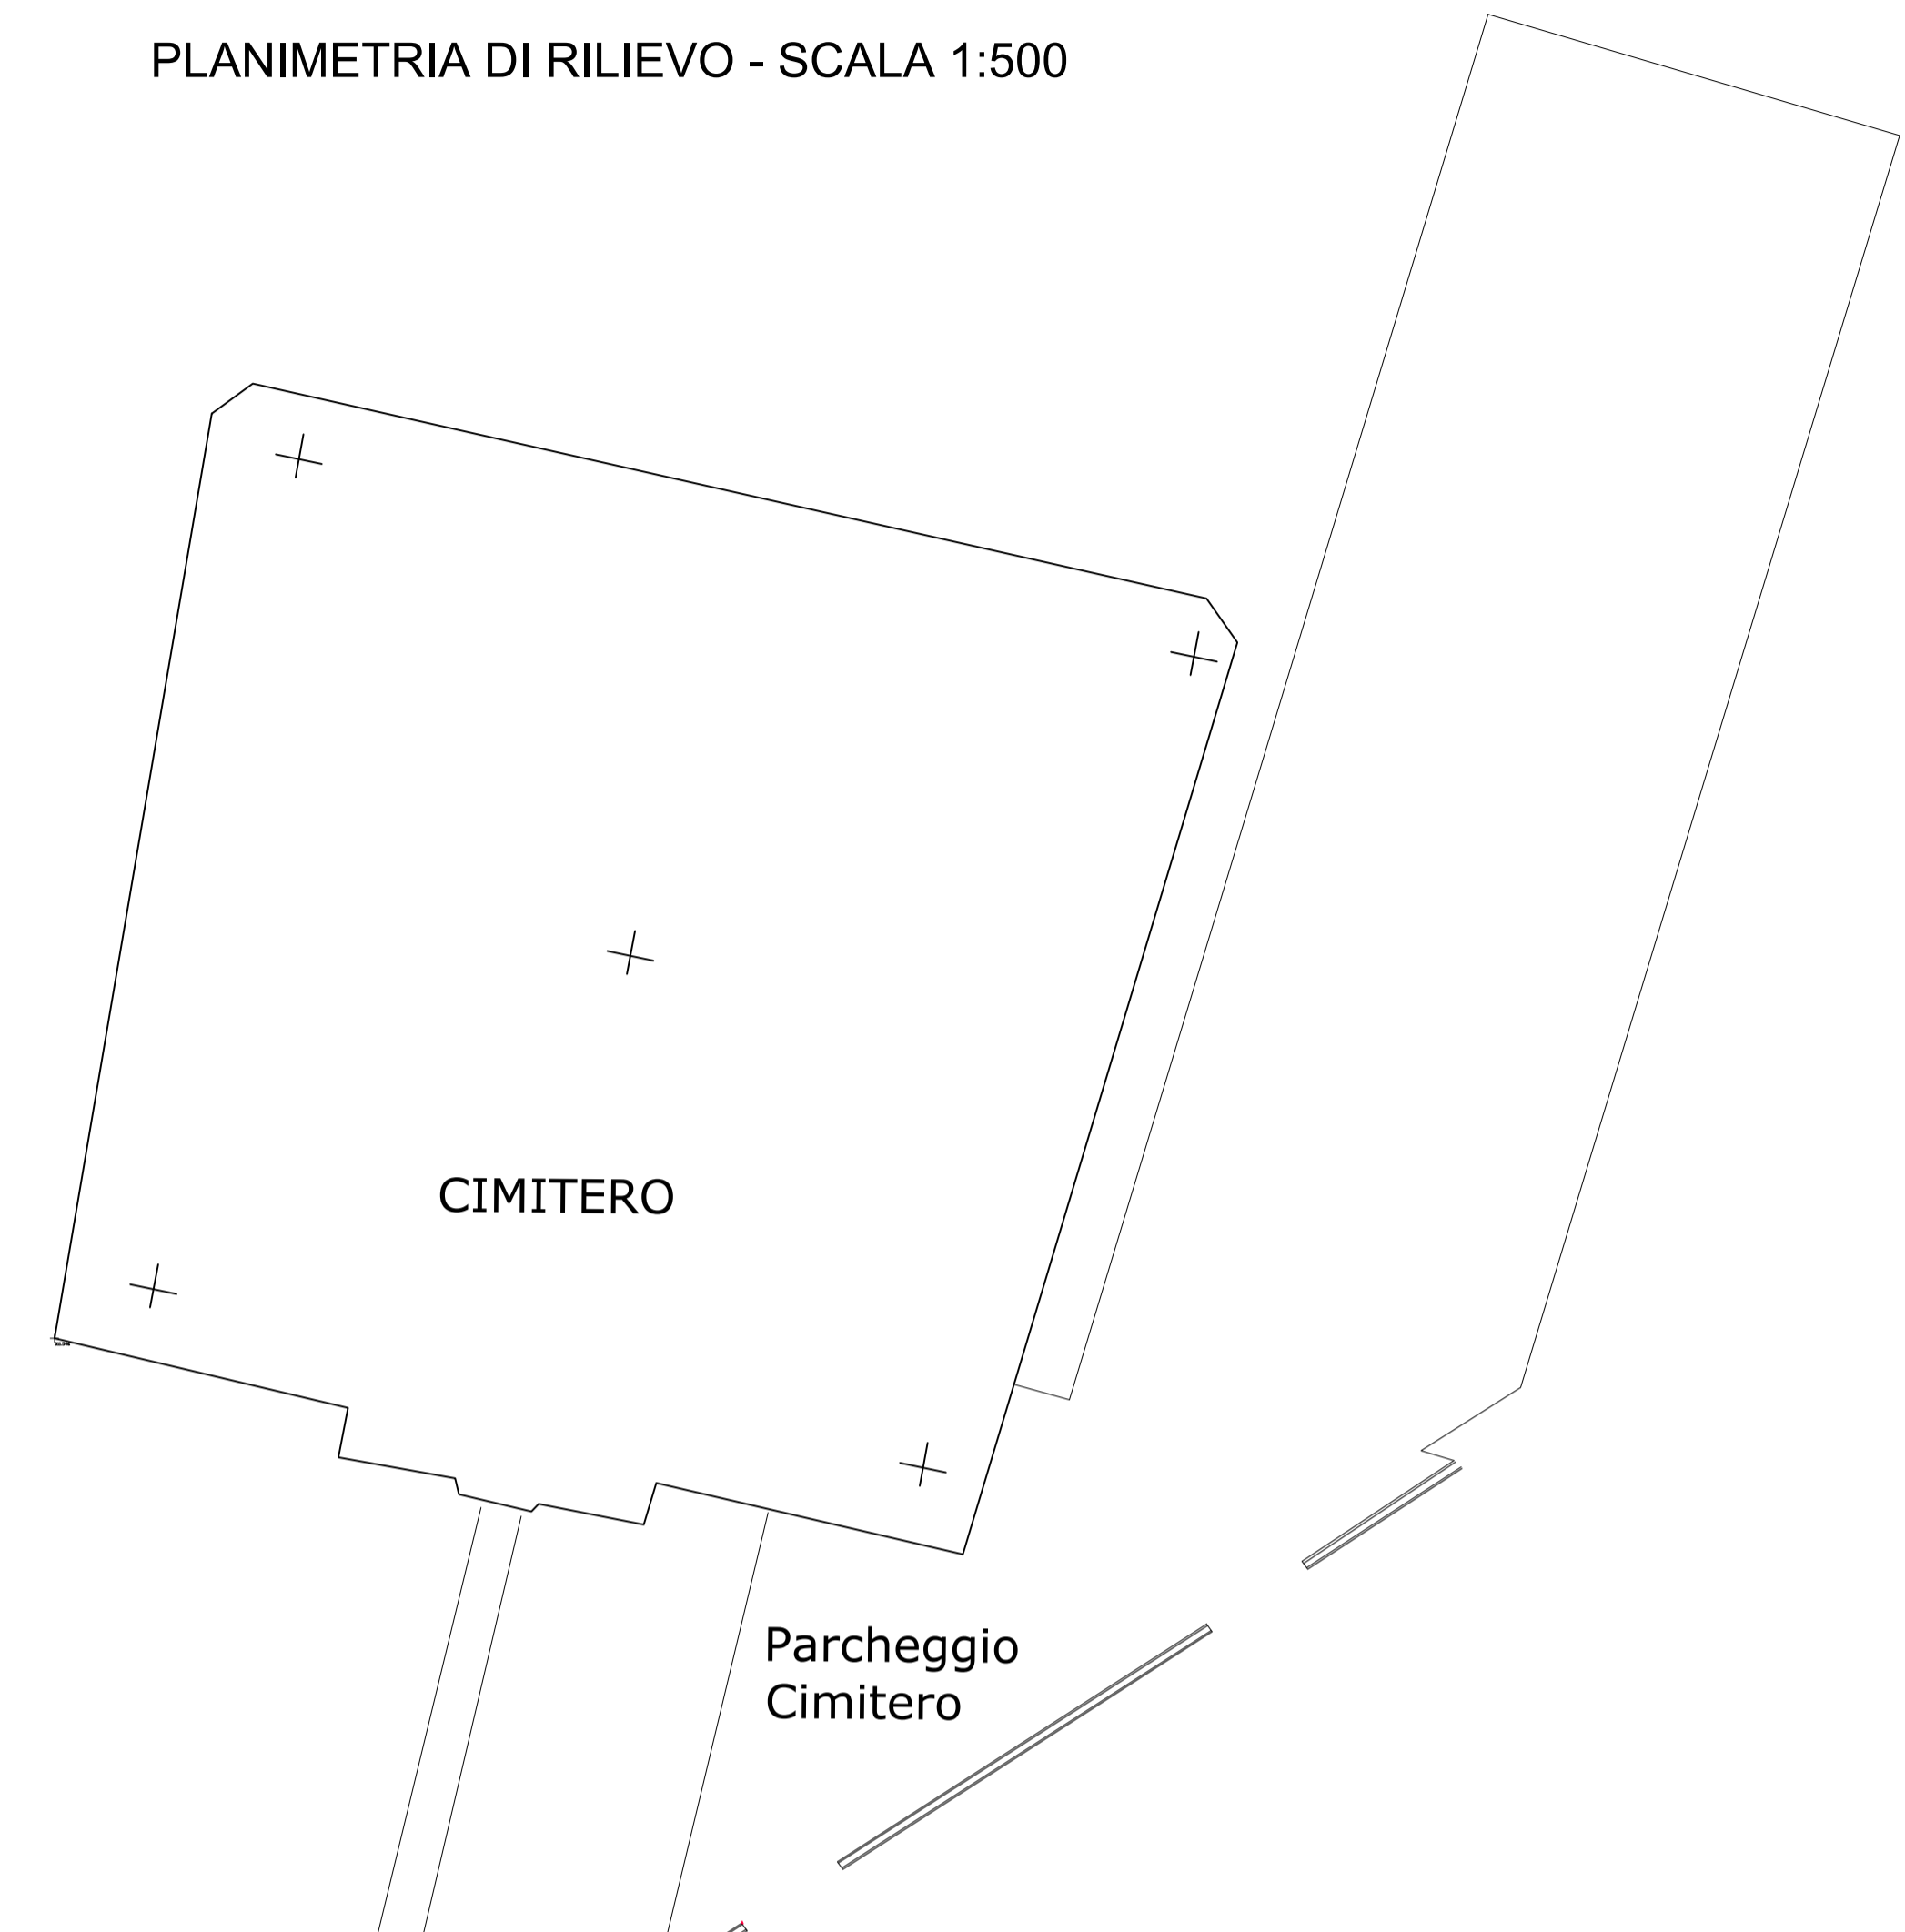 PLANIMETRIA DI RILIEVO - SCALA 1:500
CIMITERO
Parcheggio
Cimitero